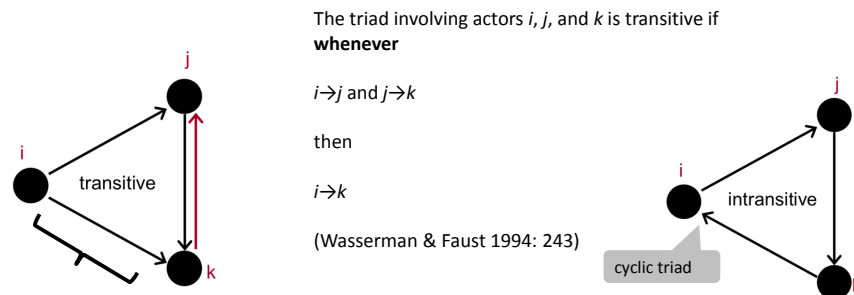 The triad involving actors i, j, and k is transitive if
whenever
i→j and j→k
then
i→k
(Wasserman & Faust 1994: 243)
j
i
transitive
k
j
i
intransitive
cyclic triad